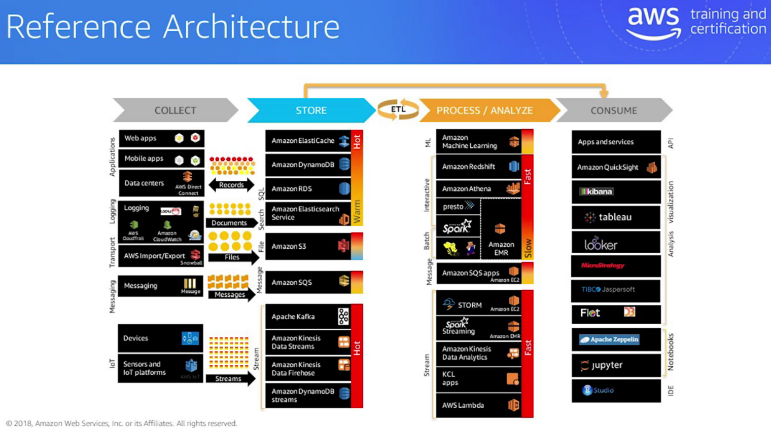 Reference Architecture
aws training and
certification
COLLECT
STORE
ETL
PROCESS / ANALYZE
CONSUME
Applications
Web apps
Mobile apps
Data centers
AWS Direct
Connect
Logging
Logging
AWS
CloudTrail
Amazon
CloudWatch
Transport
AWS Import/Export
Snowball
Messaging
Messaging
Message
IoT
Devices
Sensors and
IoT platforms
AWS IoT
Records
Documents
Files
Messages
Streams
SQL
Search
File
Message
Stream
Amazon ElastiCache
Amazon DynamoDB
Amazon RDS
Amazon Elasticsearch
Service
Amazon S3
Amazon SQS
Apache Kafka
Amazon Kinesis
Data Streams
Amazon Kinesis
Data Firehose
Amazon DynamoDB
streams
Hot
Warm
Hot
ML
Interactive
Batch
Message
Stream
Amazon
Machine Learning
Amazon Redshift
Amazon Athena
presto
Spark
Amazon
EMR
Amazon SQS apps
Amazon EC2
STORM
Amazon EC2
Spark
Streaming
Amazon EMR
Amazon Kinesis
Data Analytics
KCL
apps
AWS Lambda
Fast
Slow
Fast
Apps and services
Amazon QuickSight
kibana
tableau
looker
MicroStrategy
TIBCO Jaspersoft
Flot
Apache Zeppelin
jupyter
R Studio
API
Analysis visualization
Notebooks
IDE
© 2018, Amazon Web Services, Inc. or its Affiliates. All rights reserved.